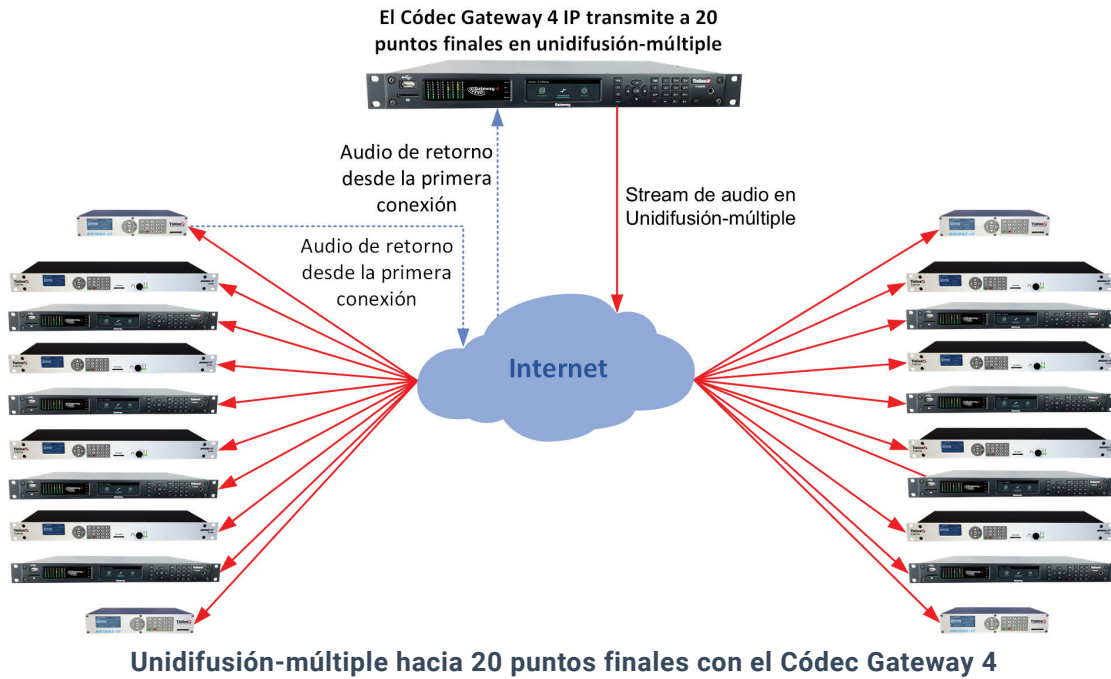 El Códec Gateway 4 IP transmite a 20
puntos finales en unidifusión-múltiple
Gateway
Audio de retorno
desde la primera
conexión
Stream de audio en
Unidifusión-múltiple
Audio de retorno
desde la primera
conexión
Internet
Unidifusión-múltiple hacia 20 puntos finales con el Códec Gateway 4